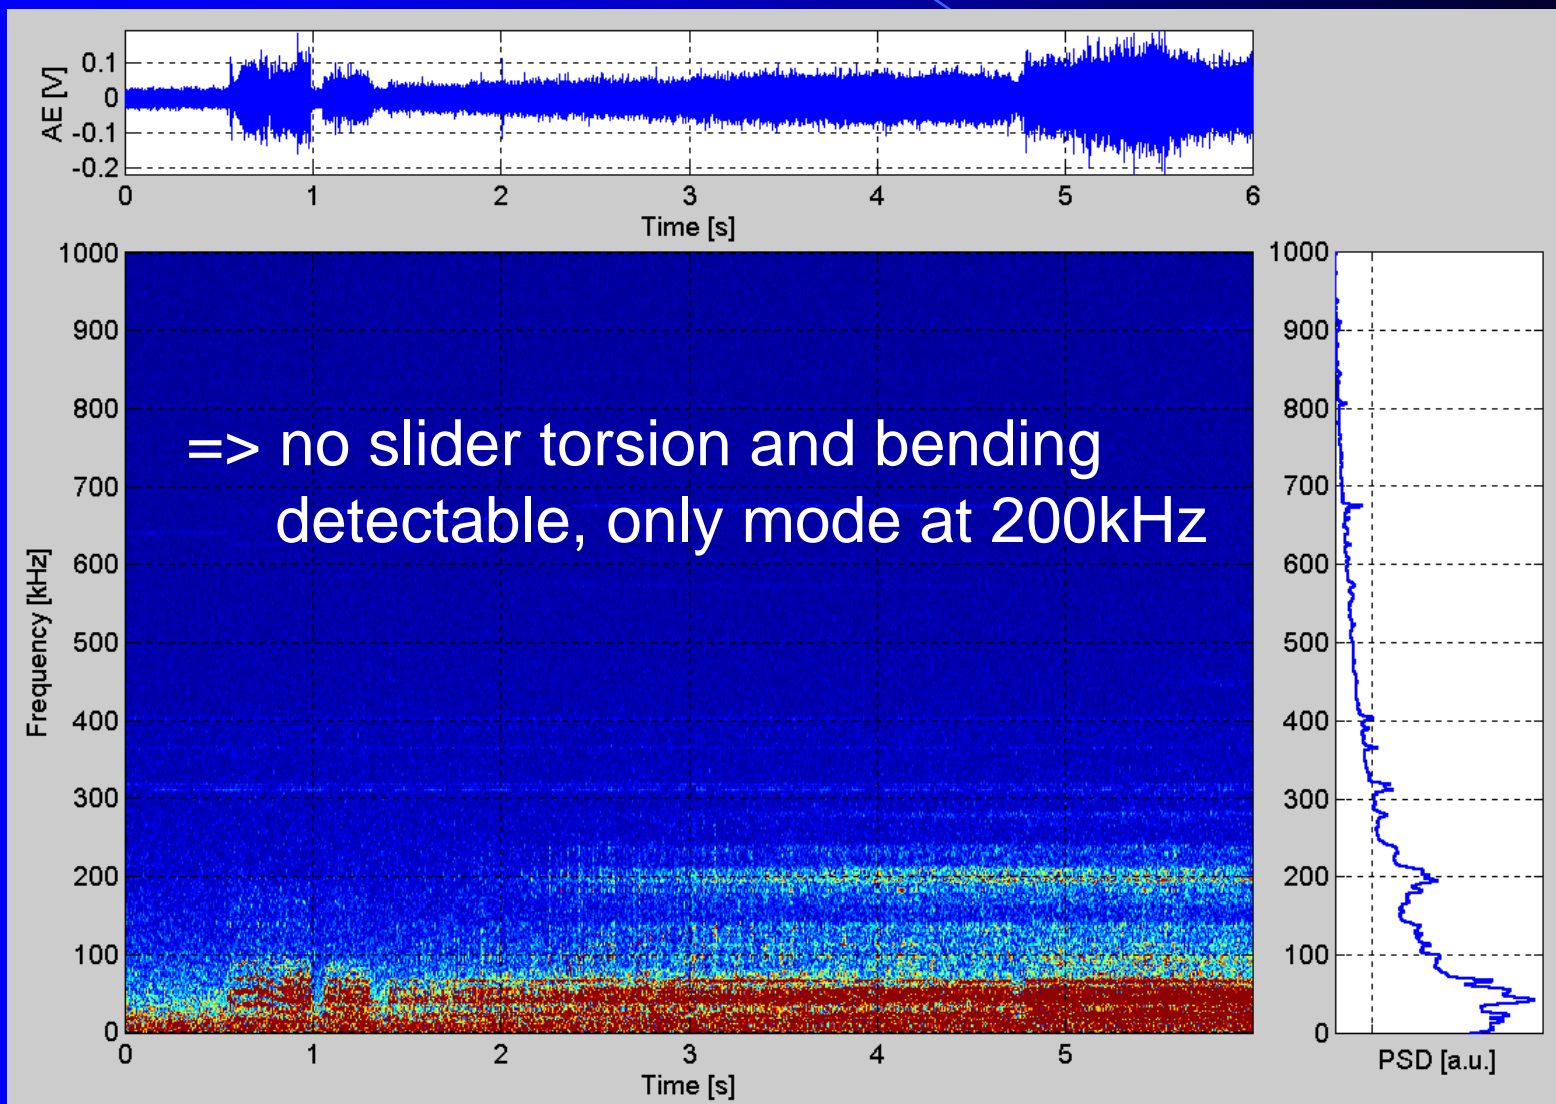 AE [V]
0.1
0
-0.1
-0.2
0 1 2 3 4 5 6
Time [s]
Frequency [kHz]
1000
900
800
700
600
500
400
300
200
100
0
=> no slider torsion and bending
detectable, only mode at 200kHz
0 1 2 3 4 5
Time [s]
1000
900
800
700
600
500
400
300
200
100
0
PSD [a.u.]